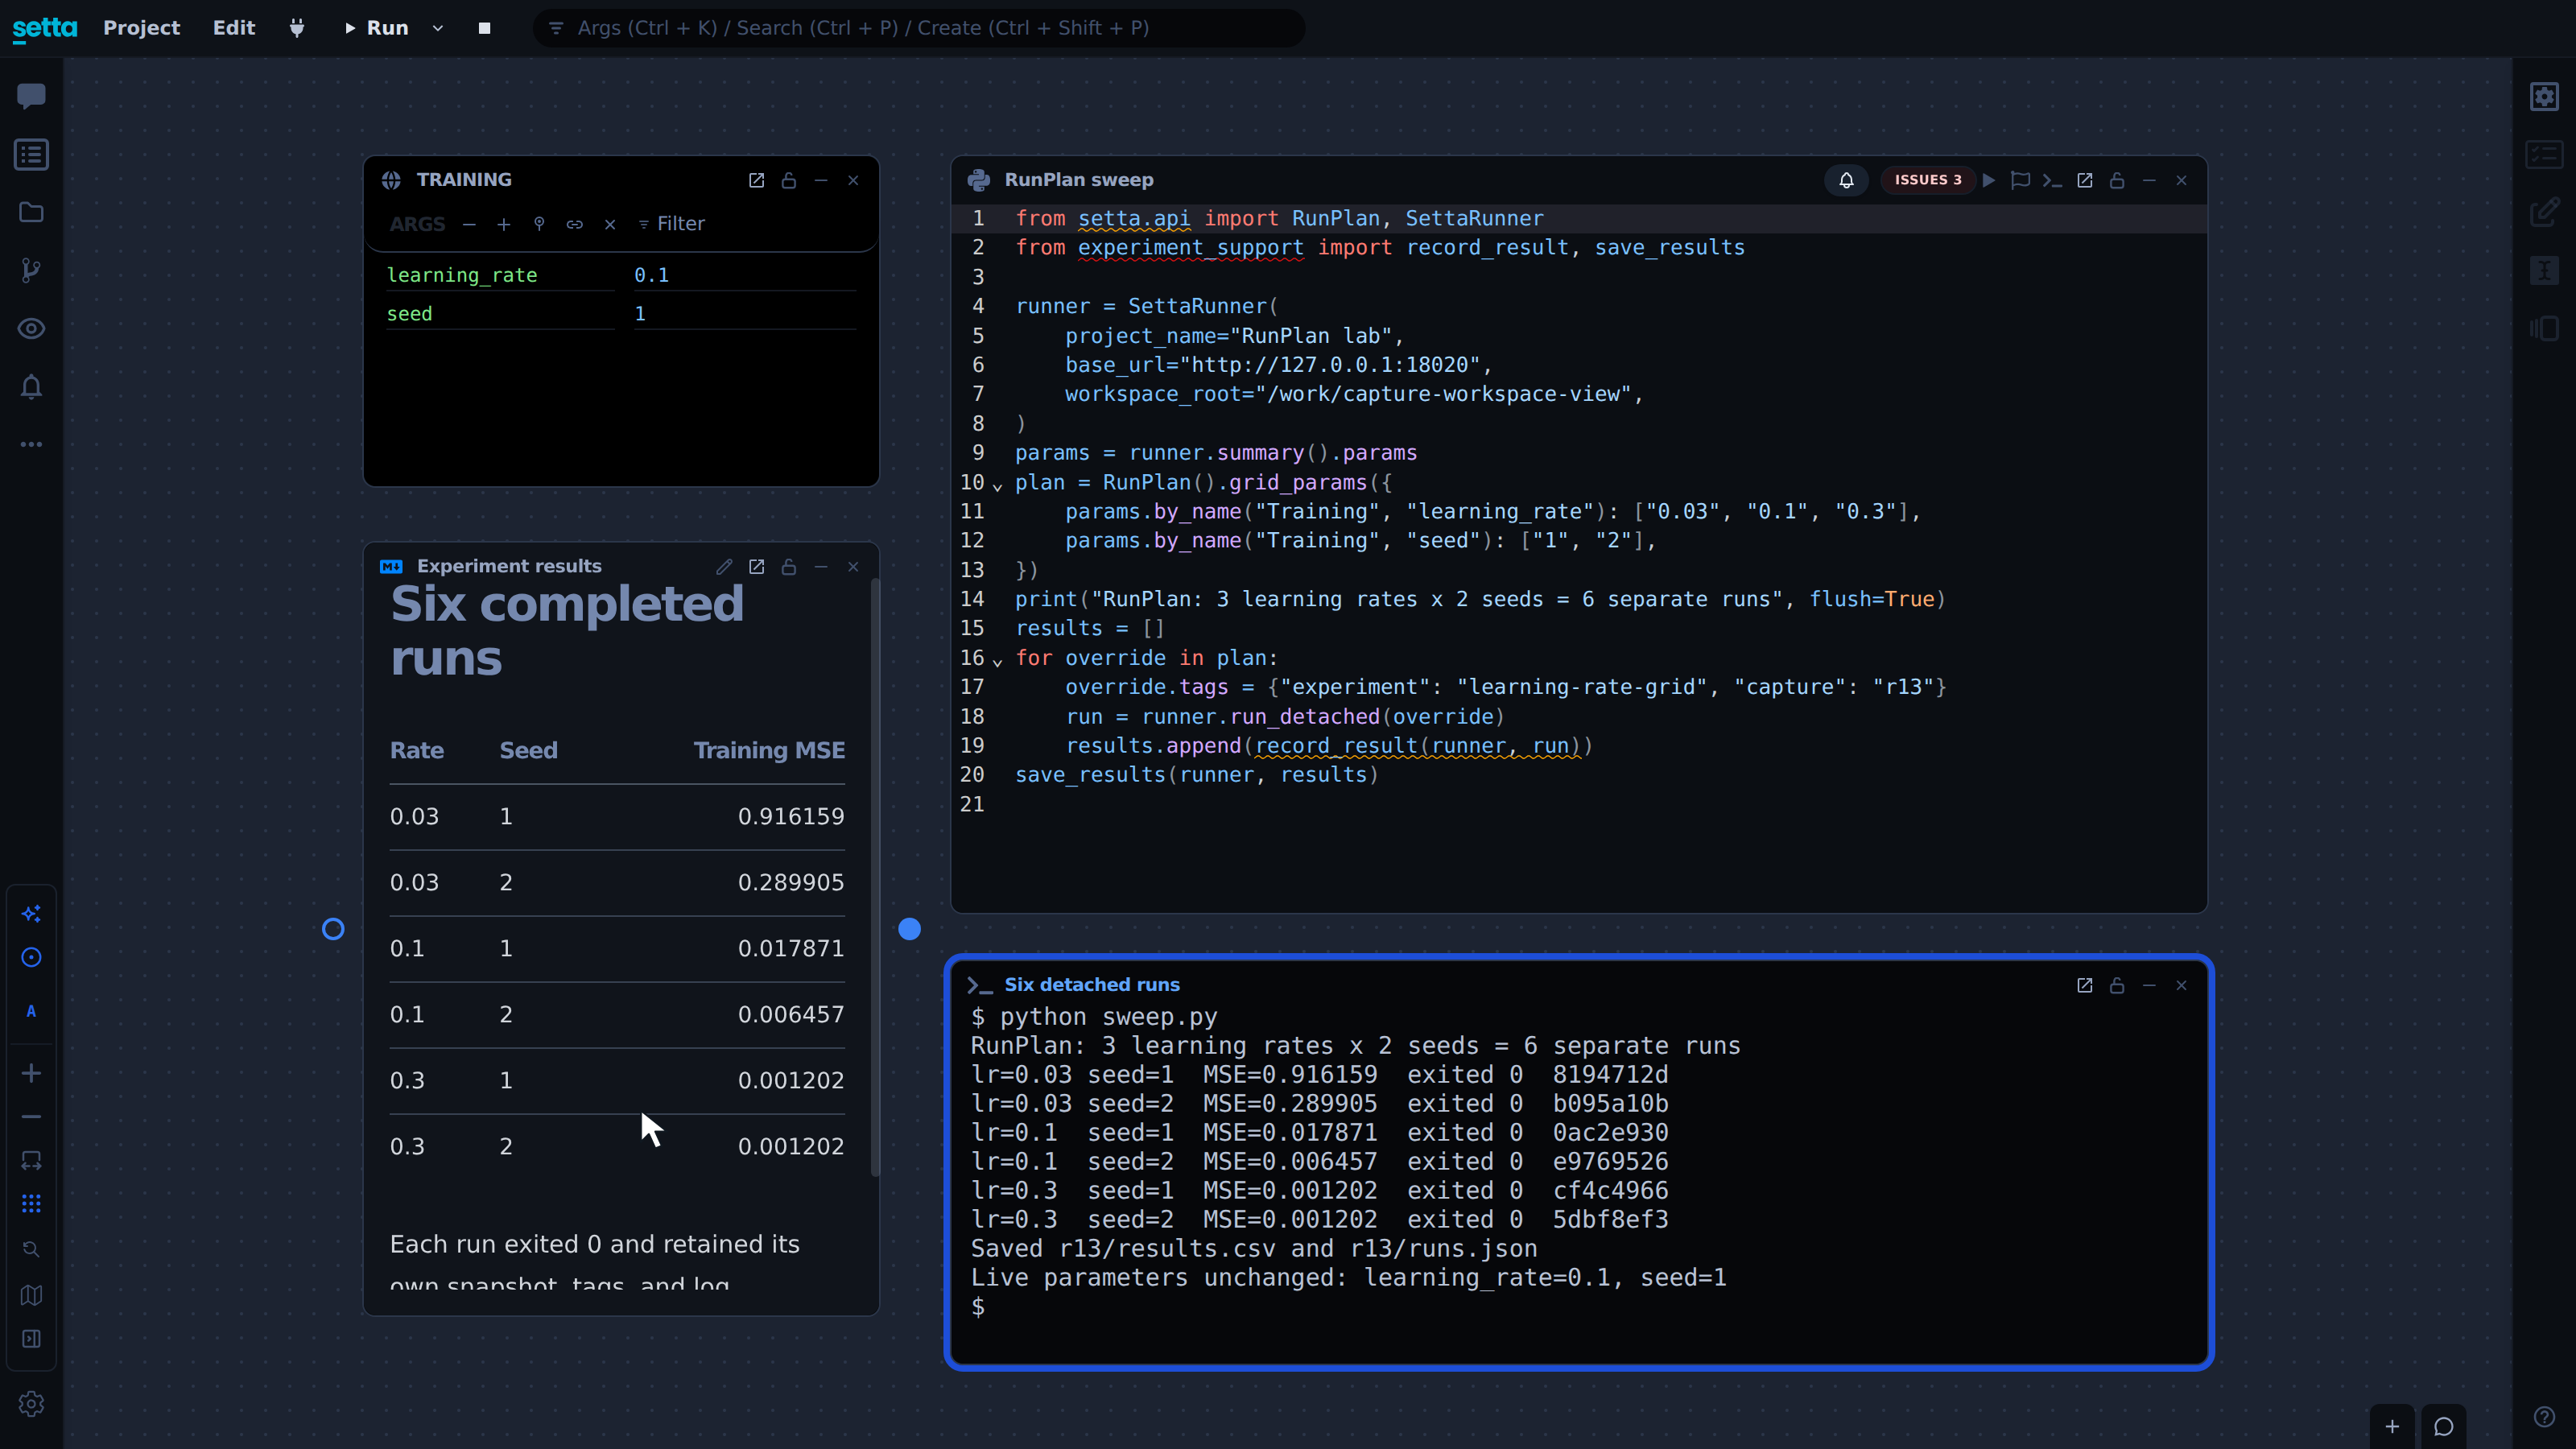 setta Project Edit Run Args (Ctrl + K) / Search (Ctrl + P) / Create (Ctrl + Shift + P)
TRAINING
ARGS Filter
learning_rate 0.1
seed 1
Experiment results
Six completed
runs
Rate Seed Training MSE
0.03 1 0.916159
0.03 2 0.289905
0.1 1 0.017871
0.1 2 0.006457
0.3 1 0.001202
0.3 2 0.001202
Each run exited 0 and retained its
own snapshot, tags, and log
RunPlan sweep ISSUES 3
1 from setta.api import RunPlan, SettaRunner
2 from experiment_support import record_result, save_results
3
4 runner = SettaRunner(
5     project_name="RunPlan lab",
6     base_url="http://127.0.0.1:18020",
7     workspace_root="/work/capture-workspace-view",
8 )
9 params = runner.summary().params
10 plan = RunPlan().grid_params({
11     params.by_name("Training", "learning_rate"): ["0.03", "0.1", "0.3"],
12     params.by_name("Training", "seed"): ["1", "2"],
13 })
14 print("RunPlan: 3 learning rates x 2 seeds = 6 separate runs", flush=True)
15 results = []
16 for override in plan:
17     override.tags = {"experiment": "learning-rate-grid", "capture": "r13"}
18     run = runner.run_detached(override)
19     results.append(record_result(runner, run))
20 save_results(runner, results)
21
Six detached runs
$ python sweep.py
RunPlan: 3 learning rates x 2 seeds = 6 separate runs
lr=0.03 seed=1  MSE=0.916159  exited 0  8194712d
lr=0.03 seed=2  MSE=0.289905  exited 0  b095a10b
lr=0.1  seed=1  MSE=0.017871  exited 0  0ac2e930
lr=0.1  seed=2  MSE=0.006457  exited 0  e9769526
lr=0.3  seed=1  MSE=0.001202  exited 0  cf4c4966
lr=0.3  seed=2  MSE=0.001202  exited 0  5dbf8ef3
Saved r13/results.csv and r13/runs.json
Live parameters unchanged: learning_rate=0.1, seed=1
$
A